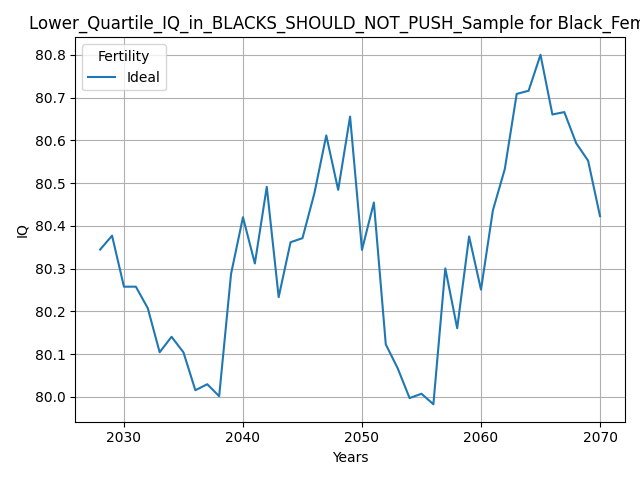 Lower_Quartile_IQ_in_BLACKS_SHOULD_NOT_PUSH_Sample for Black_Fem
Fertility
Ideal
80.8
80.7
80.6
80.5
80.4
80.3
80.2
80.1
80.0
IQ
2030 2040 2050 2060 2070
Years